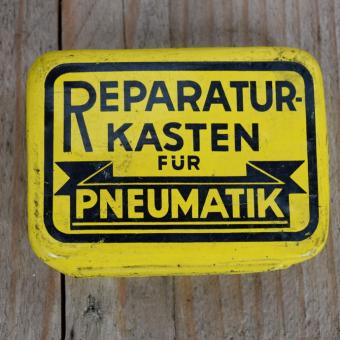 REPARATUR-
KASTEN
FÜR
PNEUMATIK